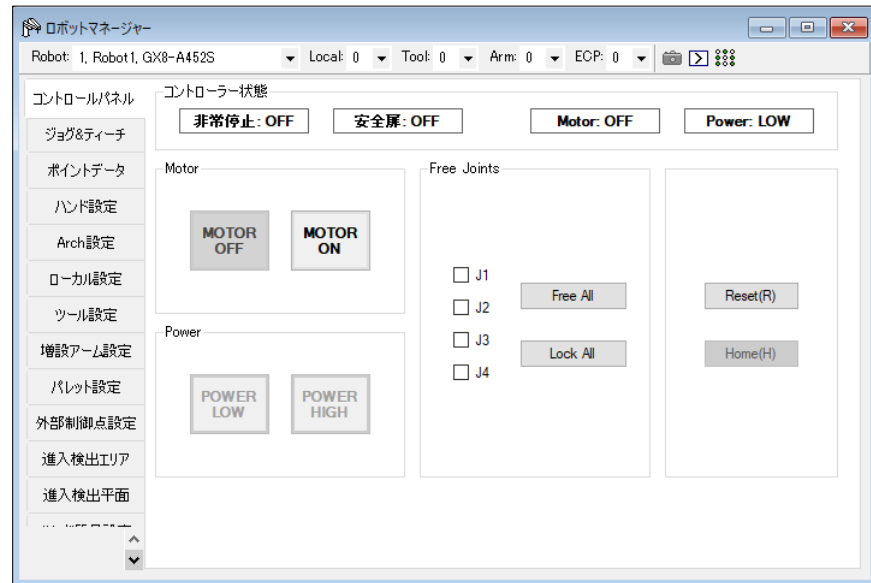 ロボットマネージャー
Robot: 1, Robot1, GX8-A452S Local: 0 Tool: 0 Arm: 0 ECP: 0
コントロールパネル
ジョグ&ティーチ
ポイントデータ
ハンド設定
Arch設定
ローカル設定
ツール設定
増設アーム設定
パレット設定
外部制御点設定
進入検出エリア
進入検出平面
コントローラー状態
非常停止: OFF 安全扉: OFF Motor: OFF Power: LOW
Motor
MOTOR OFF
MOTOR ON
Power
POWER LOW
POWER HIGH
Free Joints
J1
J2
J3
J4
Free All
Lock All
Reset(R)
Home(H)